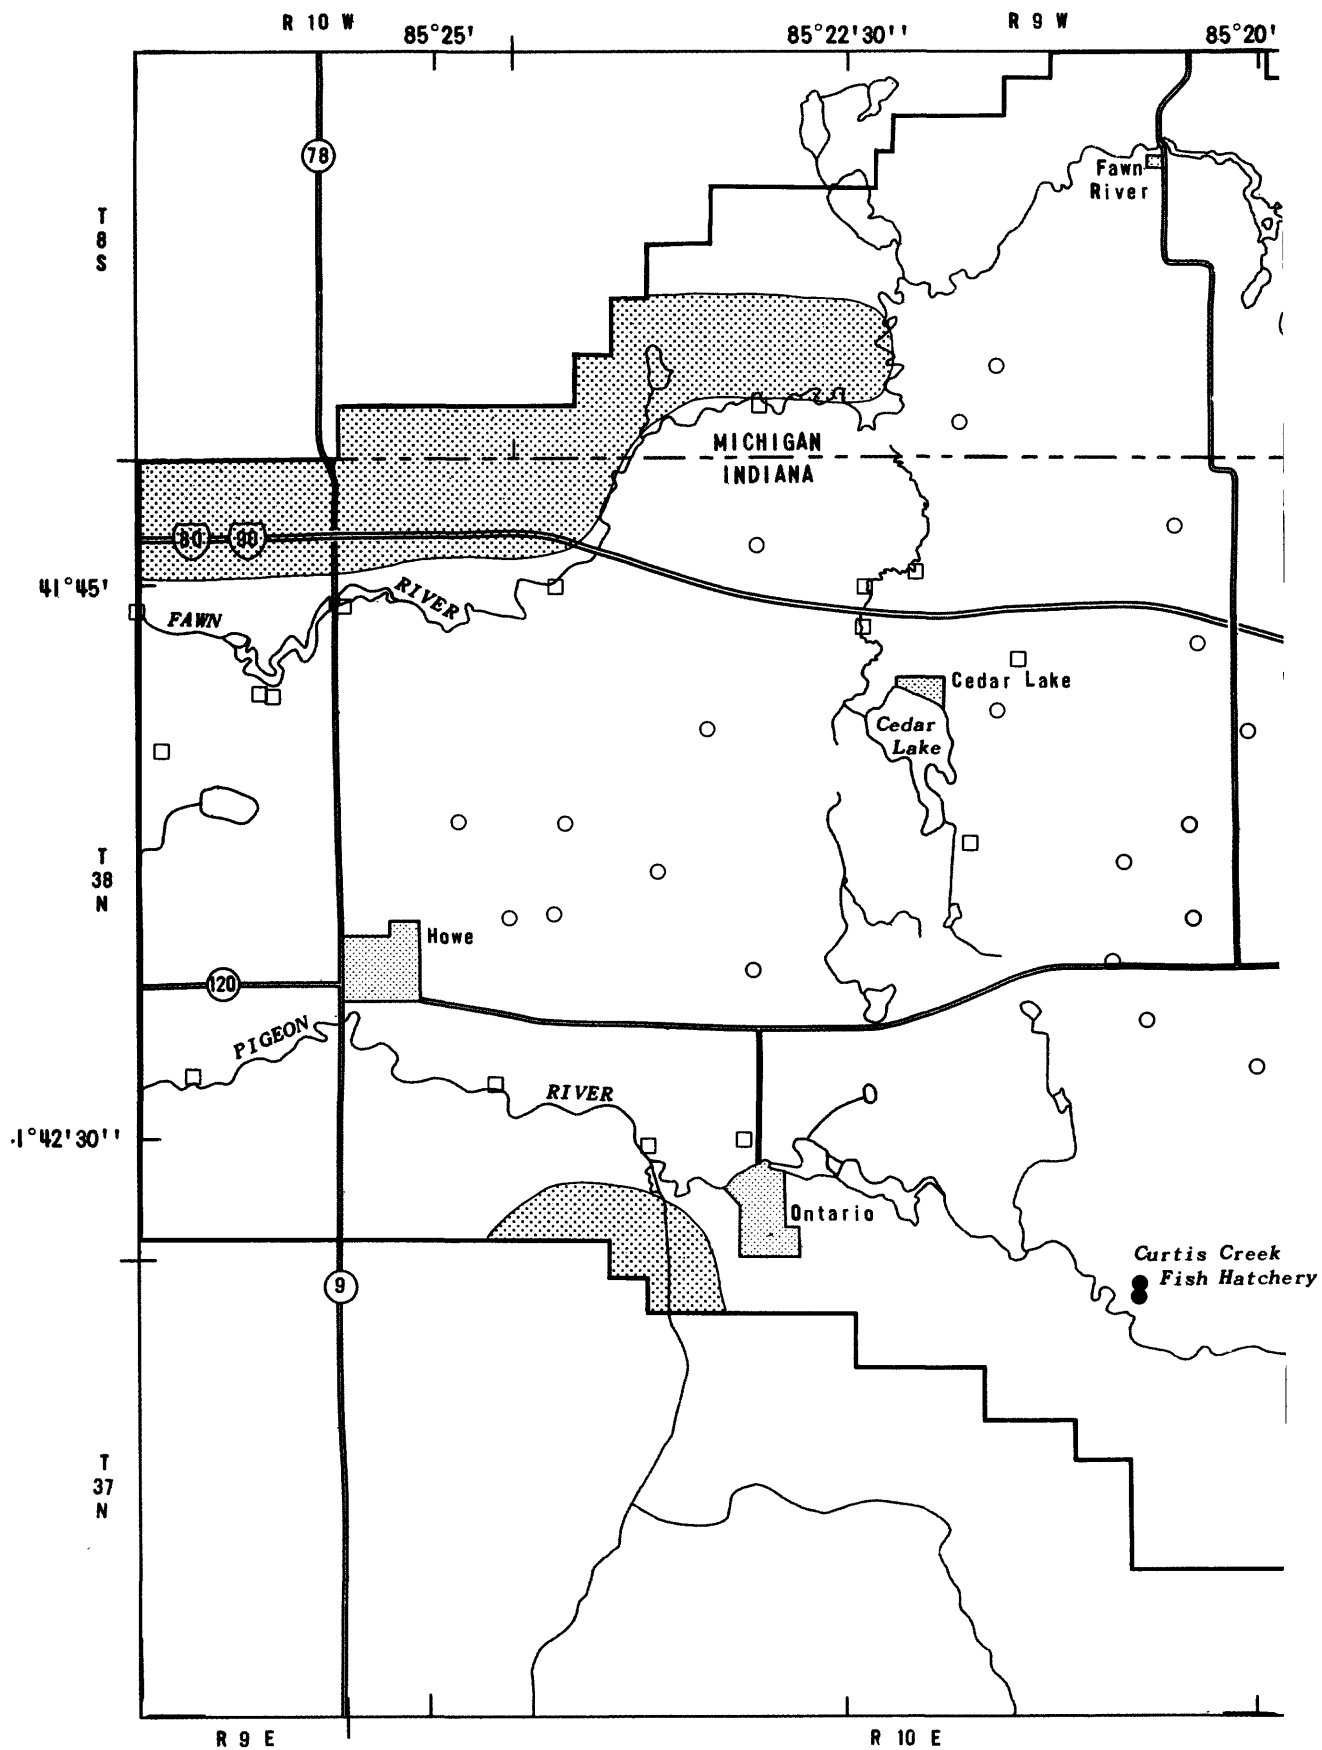 R 10 W
R 9 W
85°25'
85°22'30''
85°20'
78
Fawn
River
T
8
S
MICHIGAN
INDIANA
80
90
41°45'
RIVER
FAWN
Cedar Lake
Cedar
Lake
T
38
N
Howe
120
PIGEON
RIVER
1°42'30''
Ontario
Curtis Creek
Fish Hatchery
9
T
37
N
R 9 E
R 10 E